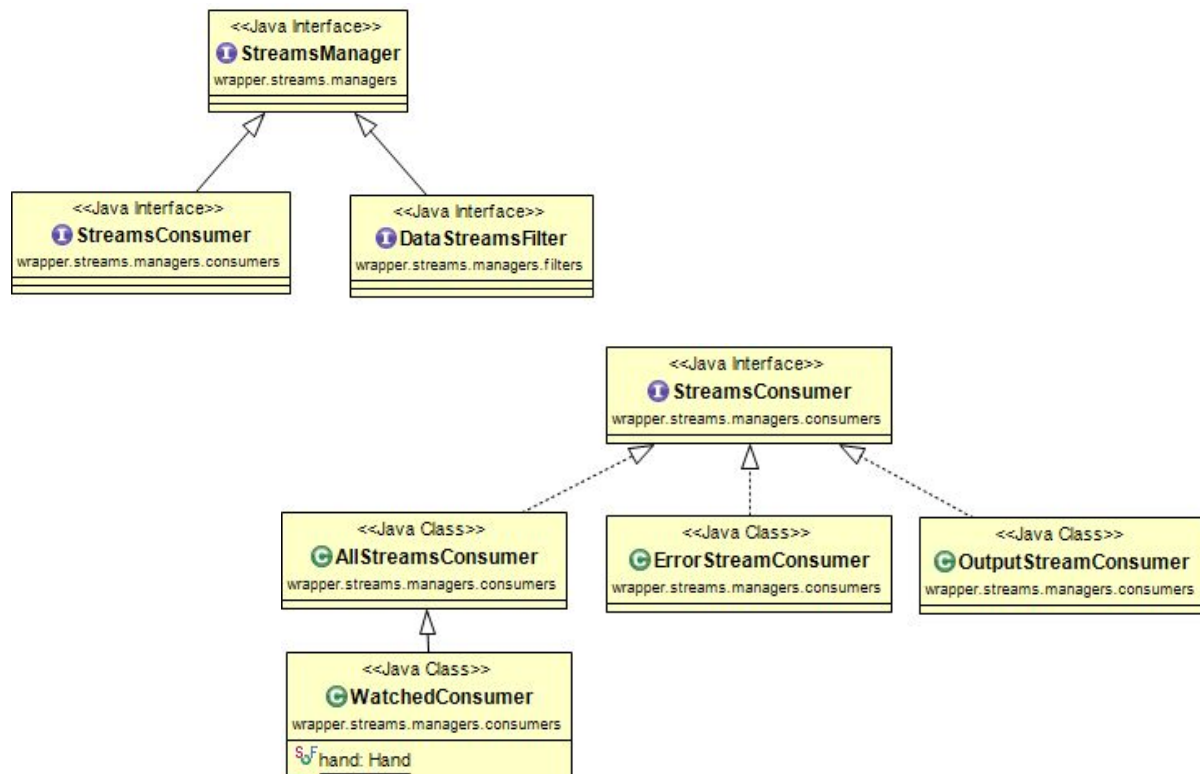 <<Java Interface>>
StreamsManager
wrapper.streams.managers
<<Java Interface>>
StreamsConsumer
wrapper.streams.managers.consumers
<<Java Interface>>
DataStreamsFilter
wrapper.streams.managers.filters
<<Java Interface>>
StreamsConsumer
wrapper.streams.managers.consumers
<<Java Class>>
AllStreamsConsumer
wrapper.streams.managers.consumers
<<Java Class>>
ErrorStreamConsumer
wrapper.streams.managers.consumers
<<Java Class>>
OutputStreamConsumer
wrapper.streams.managers.consumers
<<Java Class>>
WatchedConsumer
wrapper.streams.managers.consumers
hand: Hand